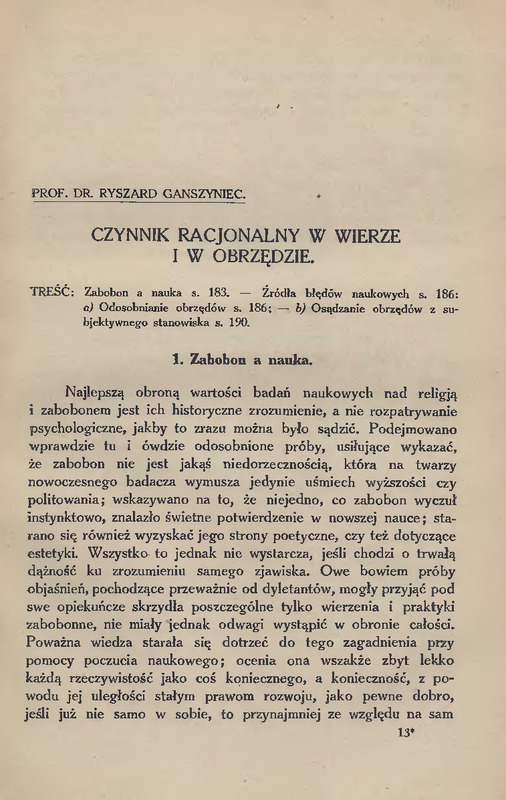 PROF. DR. RYSZARD GANSZYNIEC.
CZYNNIK RACJONALNY W WIERZE
I W OBRZĘDZIE.
TREŚĆ: Zabobon a nauka s. 183. — Źródła błędów naukowych s. 186:
a) Odosobnianie obrzędów s. 186; — b) Osądzanie obrzędów z su-
bjektywnego stanowiska s. 190.
1. Zabobon a nauka.
Najlepszą obroną wartości badań naukowych nad religją
i zabobonem jest ich historyczne zrozumienie, a nie rozpatrywanie
psychologiczne, jakby to zrazu można było sądzić. Podejmowano
wprawdzie tu i ówdzie odosobnione próby, usiłujące wykazać,
że zabobon nie jest jakąś niedorzecznością, która na twarzy
nowoczesnego badacza wymusza jedynie uśmiech wyższości czy
politowania; wskazywano na to, że niejedno, co zabobon wyczuł
instynktowo, znalazło świetne potwierdzenie w nowszej nauce; sta-
rano się również wyzyskać jego strony poetyczne, czy też dotyczące
estetyki. Wszystko to jednak nie wystarcza, jeśli chodzi o trwałą
dążność ku zrozumieniu samego zjawiska. Owe bowiem próby
objaśnień, pochodzące przeważnie od dyletantów, mogły przyjąć pod
swe opiekuńcze skrzydła poszczególne tylko wierzenia i praktyki
zabobonne, nie miały jednak odwagi wystąpić w obronie całości.
Poważna wiedza starała się dotrzeć do tego zagadnienia przy
pomocy poczucia naukowego; ocenia ona wszakże zbyt lekko
każdą rzeczywistość jako coś koniecznego, a konieczność, z po-
wodu jej uległości stałym prawom rozwoju, jako pewne dobro,
jeśli już nie samo w sobie, to przynajmniej ze względu na sam
13*